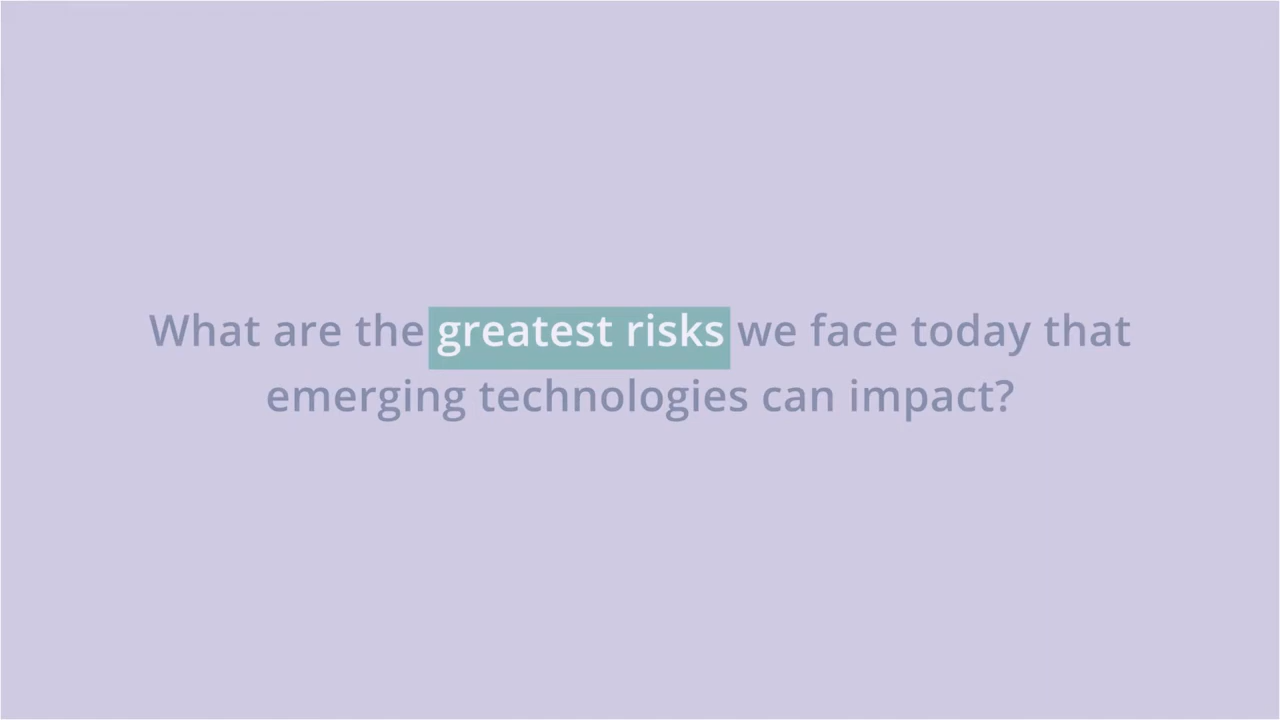 What are the greatest risks we face today that
emerging technologies can impact?